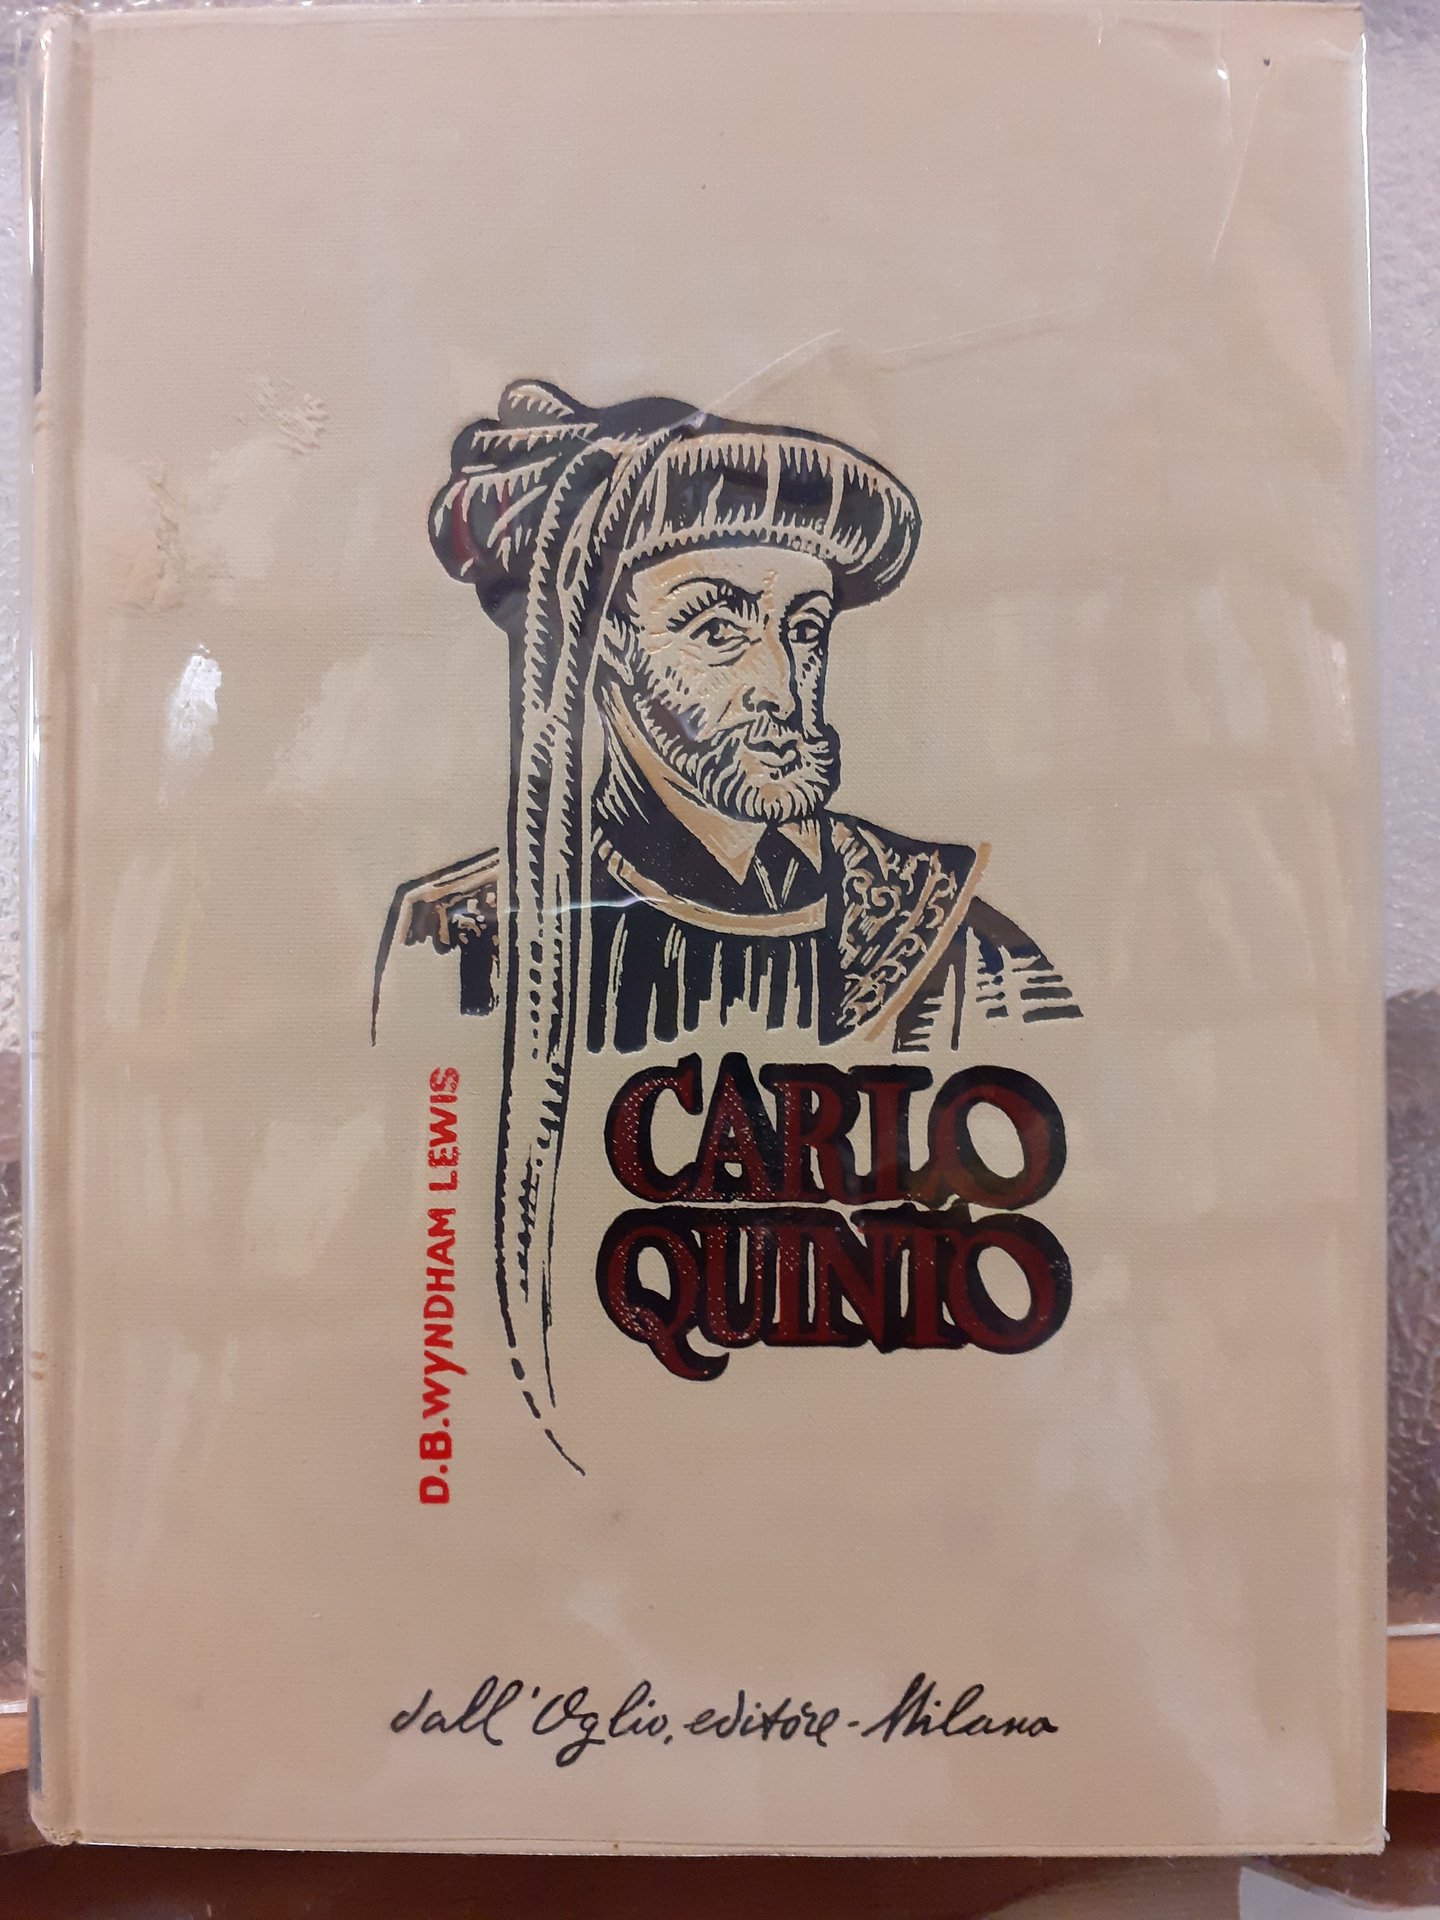 D.B. WYNDHAM LEWIS
CARLO
QUINTO
dall'Oglio, editore - Milano